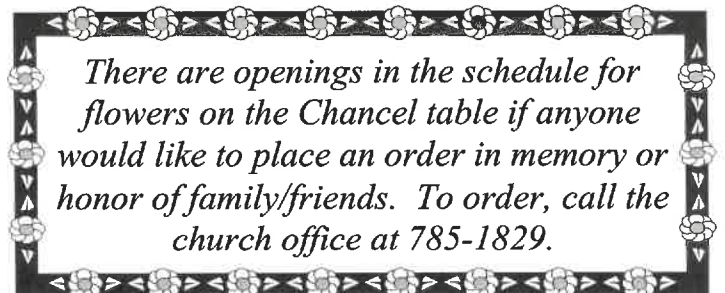 There are openings in the schedule for
flowers on the Chancel table if anyone
would like to place an order in memory or
honor of family/friends.  To order, call the
church office at 785-1829.